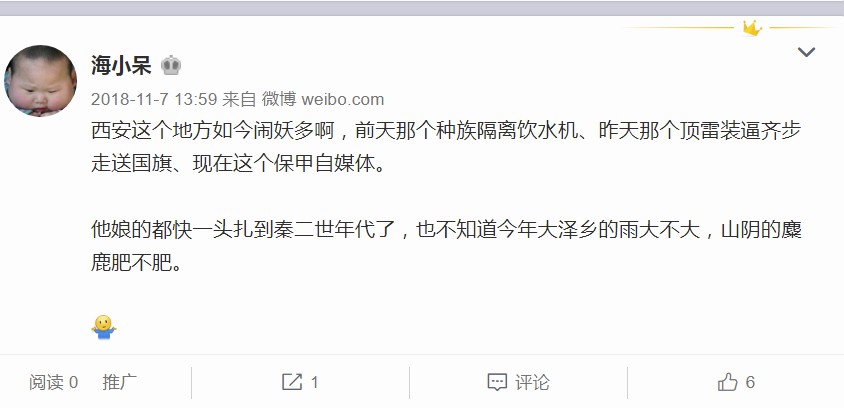 海小呆
2018-11-7 13:59 来自 微博 weibo.com
西安这个地方如今闹妖多啊，前天那个种族隔离饮水机、昨天那个顶雷装逼齐步
走送国旗、现在这个保甲自媒体。
他娘的都快一头扎到秦二世年代了，也不知道今年大泽乡的雨大不大，山阴的麋
鹿肥不肥。
阅读 0 推广 1 评论 6